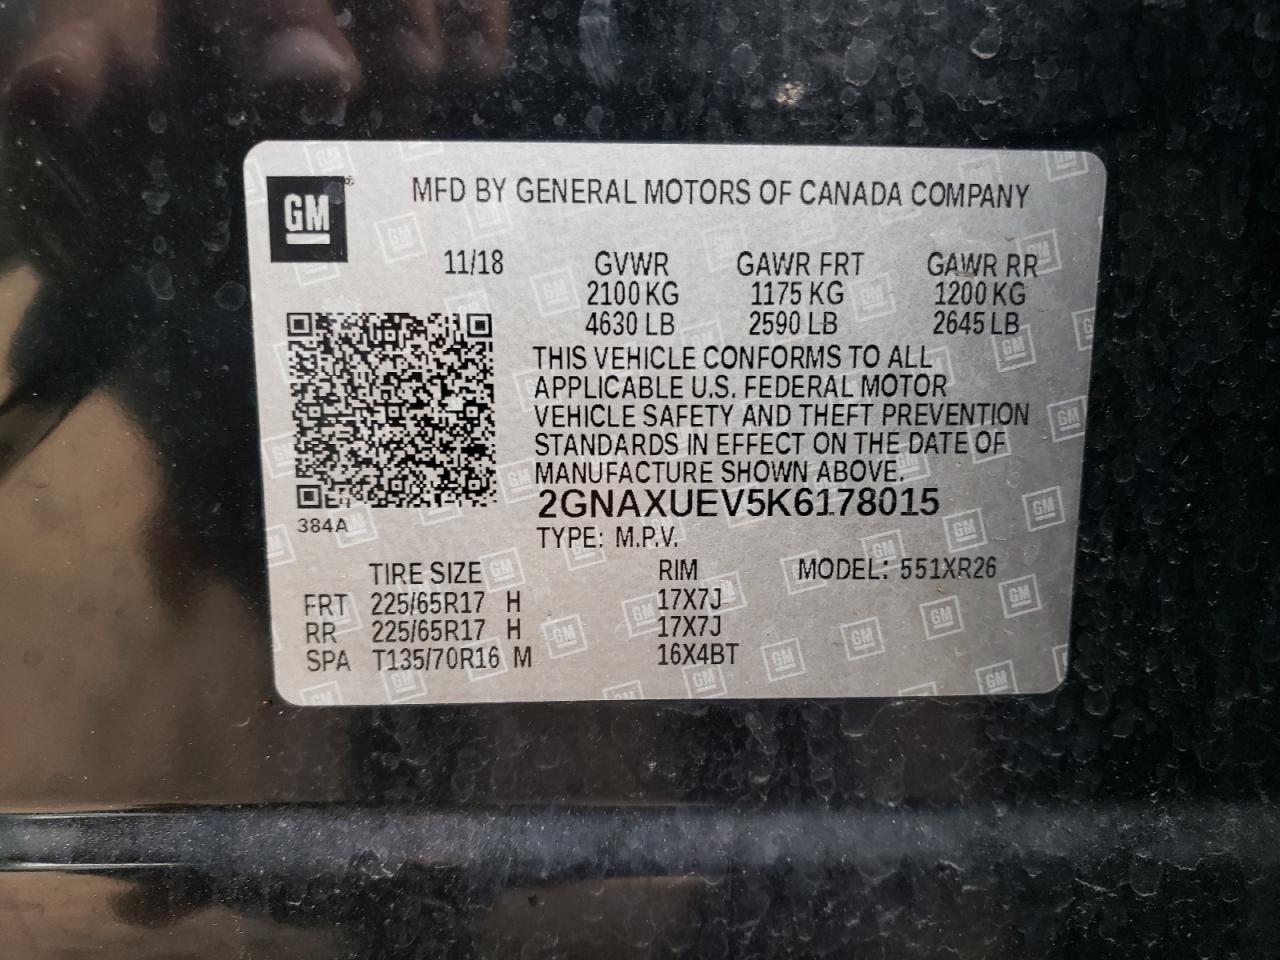 GM
MFD BY GENERAL MOTORS OF CANADA COMPANY
11/18 GVWR GAWR FRT GAWR RR
2100 KG 1175 KG 1200 KG
4630 LB 2590 LB 2645 LB
THIS VEHICLE CONFORMS TO ALL
APPLICABLE U.S. FEDERAL MOTOR
VEHICLE SAFETY AND THEFT PREVENTION
STANDARDS IN EFFECT ON THE DATE OF
MANUFACTURE SHOWN ABOVE.
2GNAXUEV5K6178015
384A
TYPE: M.P.V.
TIRE SIZE RIM MODEL: 551XR26
FRT 225/65R17 H 17X7J
RR 225/65R17 H 17X7J
SPA T135/70R16 M 16X4BT